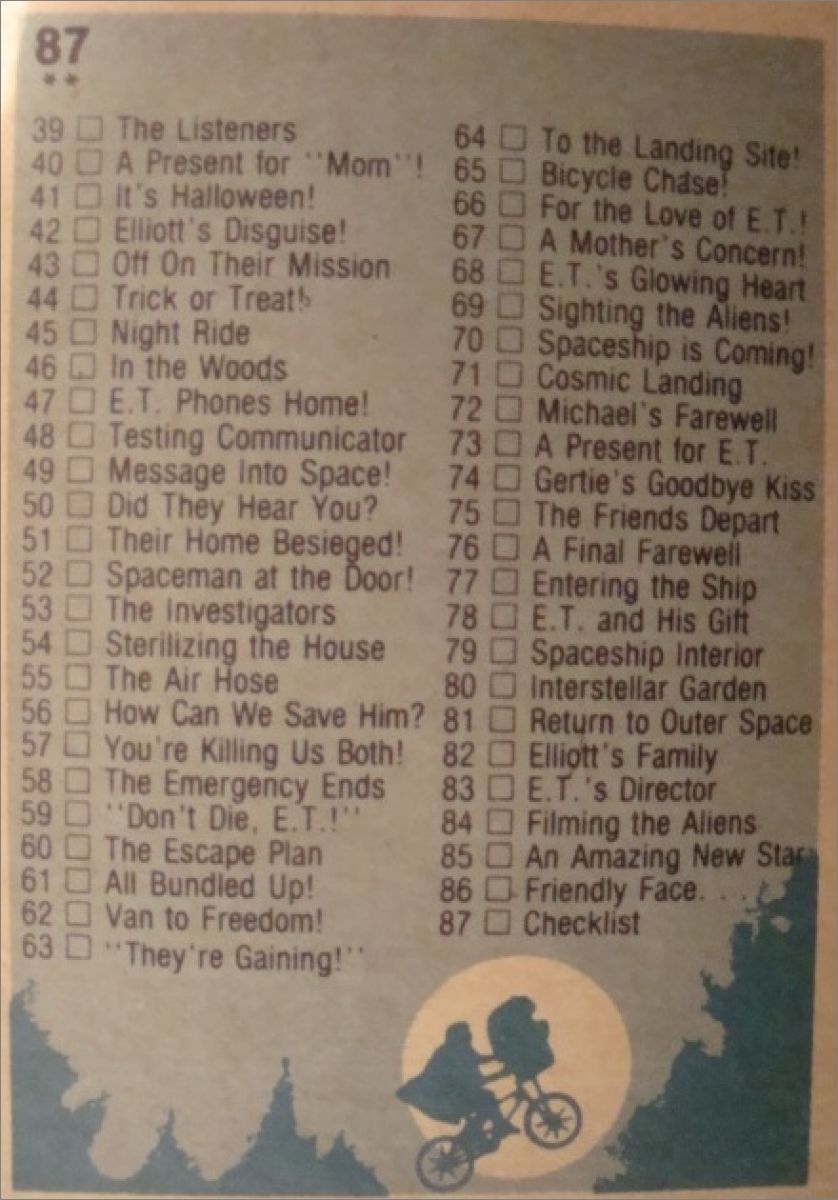 87
**
39 □ The Listeners
40 □ A Present for ''Mom''!
41 □ It's Halloween!
42 □ Elliott's Disguise!
43 □ Off On Their Mission
44 □ Trick or Treat!
45 □ Night Ride
46 □ In the Woods
47 □ E.T. Phones Home!
48 □ Testing Communicator
49 □ Message Into Space!
50 □ Did They Hear You?
51 □ Their Home Besieged!
52 □ Spaceman at the Door!
53 □ The Investigators
54 □ Sterilizing the House
55 □ The Air Hose
56 □ How Can We Save Him?
57 □ You're Killing Us Both!
58 □ The Emergency Ends
59 □ ''Don't Die, E.T.!''
60 □ The Escape Plan
61 □ All Bundled Up!
62 □ Van to Freedom!
63 □ ''They're Gaining!''
64 □ To the Landing Site!
65 □ Bicycle Chase!
66 □ For the Love of E.T.!
67 □ A Mother's Concern!
68 □ E.T.'s Glowing Heart
69 □ Sighting the Aliens!
70 □ Spaceship is Coming!
71 □ Cosmic Landing
72 □ Michael's Farewell
73 □ A Present for E.T.
74 □ Gertie's Goodbye Kiss
75 □ The Friends Depart
76 □ A Final Farewell
77 □ Entering the Ship
78 □ E.T. and His Gift
79 □ Spaceship Interior
80 □ Interstellar Garden
81 □ Return to Outer Space
82 □ Elliott's Family
83 □ E.T.'s Director
84 □ Filming the Aliens
85 □ An Amazing New Star
86 □ Friendly Face. . .
87 □ Checklist